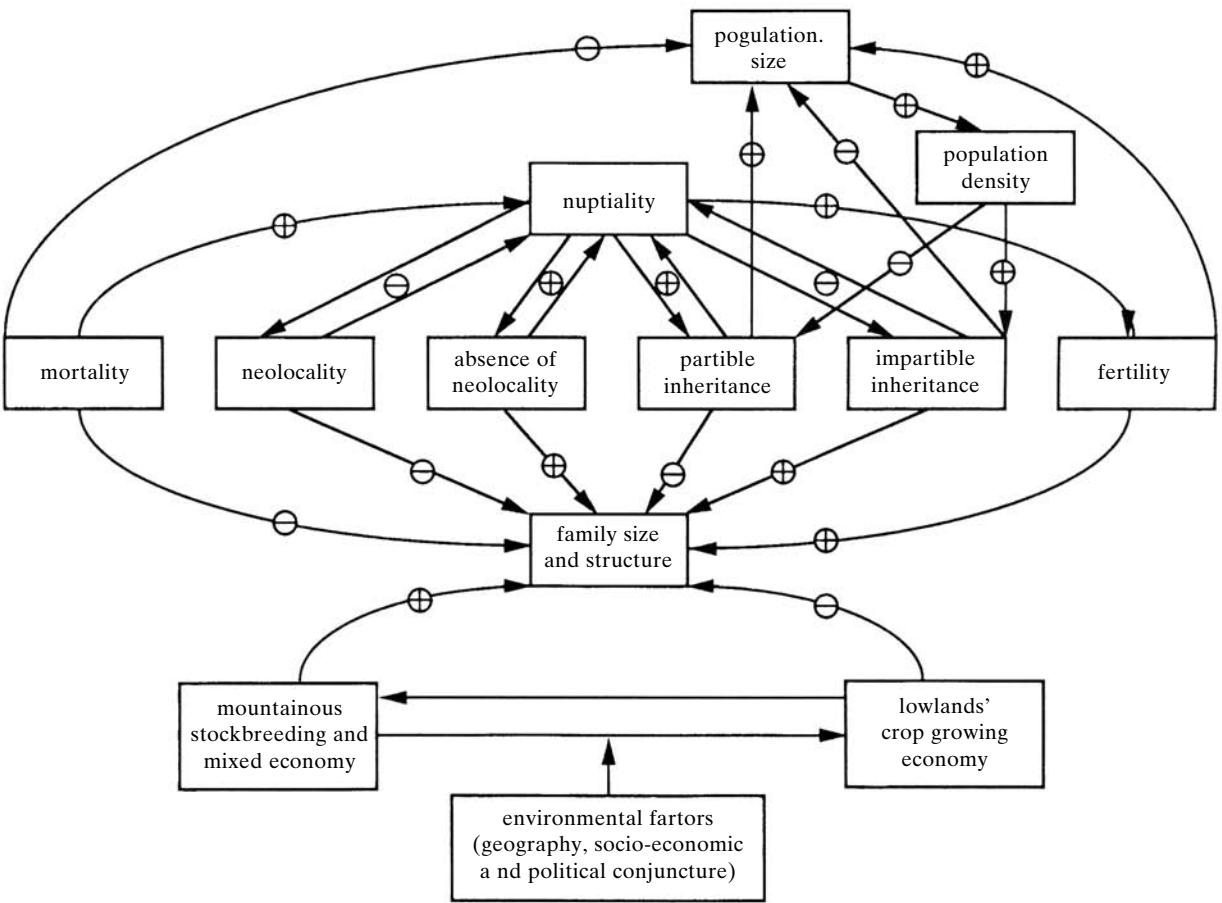 pogulation.
size
population
density
nuptiality
mortality
neolocality
absence of
neolocality
partible
inheritance
impartible
inheritance
fertility
family size
and structure
mountainous
stockbreeding and
mixed economy
lowlands'
crop growing
economy
environmental fartors
(geography, socio-economic
a nd political conjuncture)